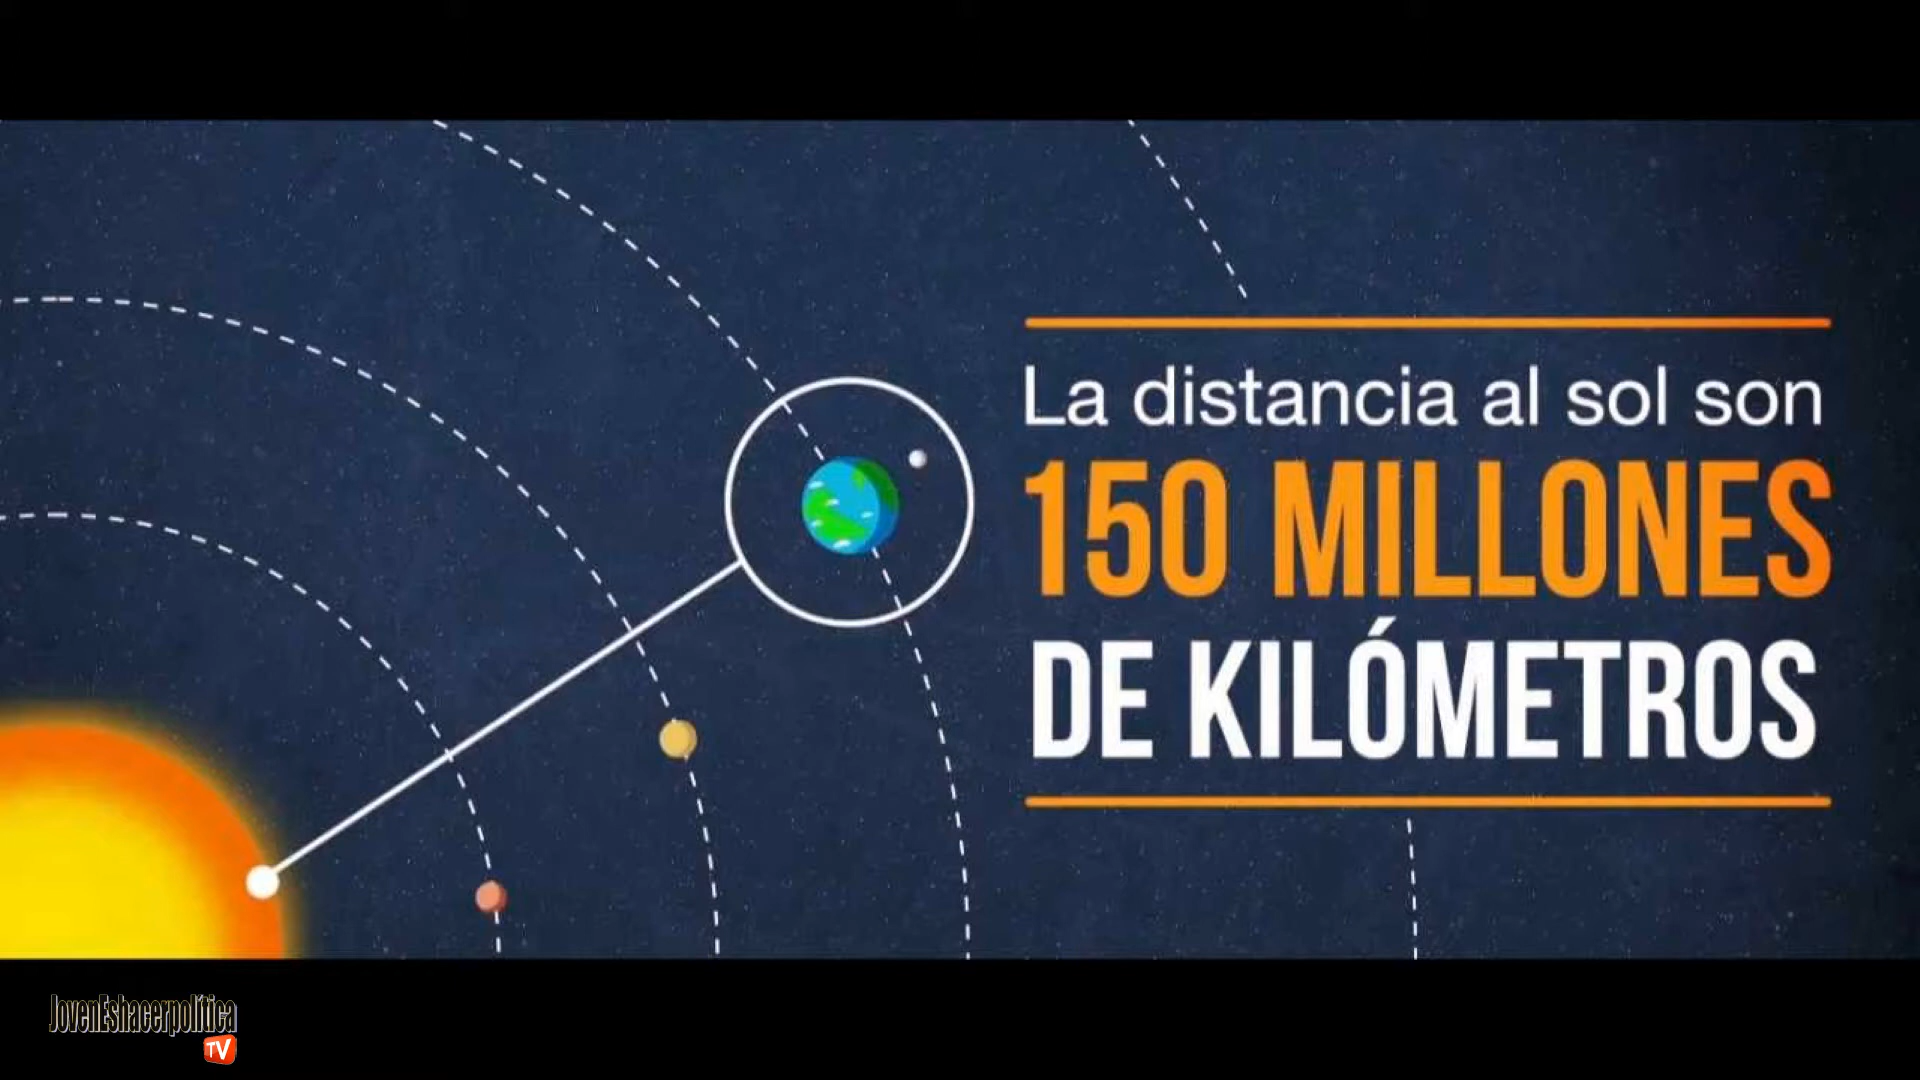 La distancia al sol son
150 MILLONES
DE KILÓMETROS
JovenEshacerpolítica
TV